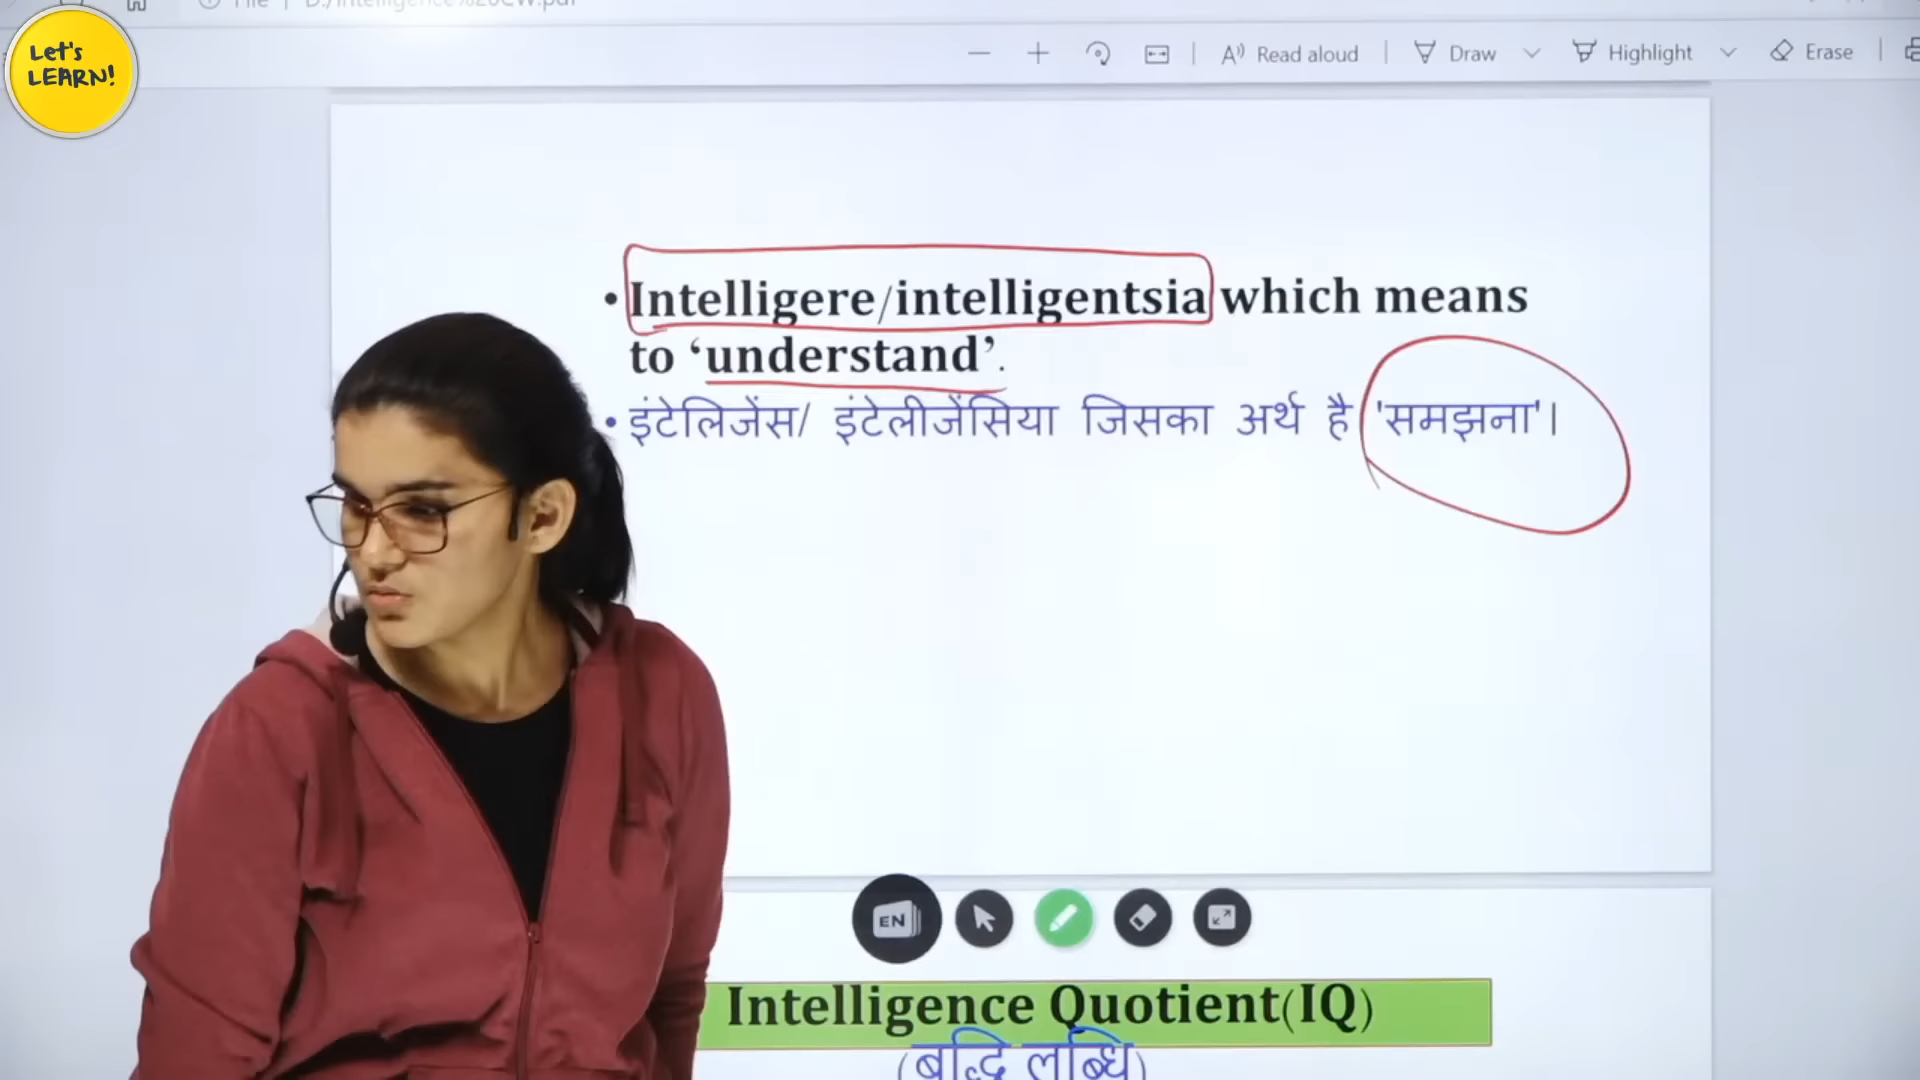 Let's
LEARN!
Read aloud
Draw
Highlight
Erase
• Intelligere/intelligentsia which means
to ‘understand’.
• इंटेलिजेंस/ इंटेलीजेंसिया जिसका अर्थ है 'समझना'।
EN
Intelligence Quotient(IQ)
(बुद्धि लब्धि)